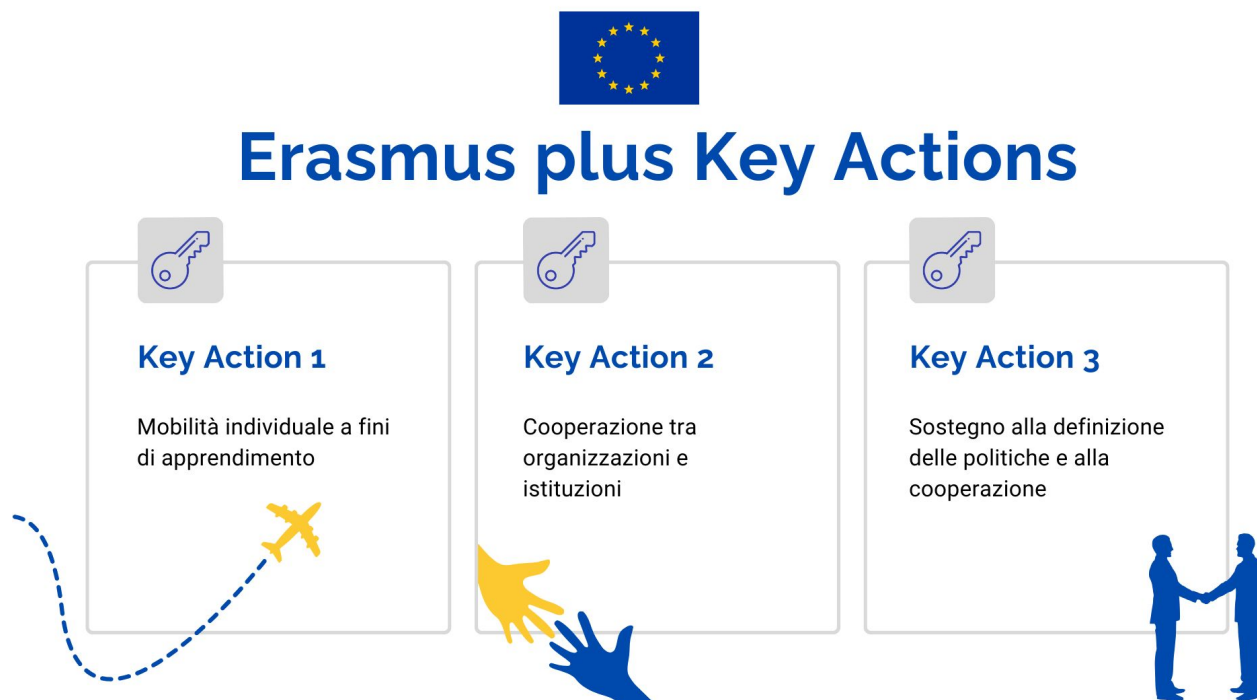 Erasmus plus Key Actions
Key Action 1
Mobilità individuale a fini
di apprendimento
Key Action 2
Cooperazione tra
organizzazioni e
istituzioni
Key Action 3
Sostegno alla definizione
delle politiche e alla
cooperazione